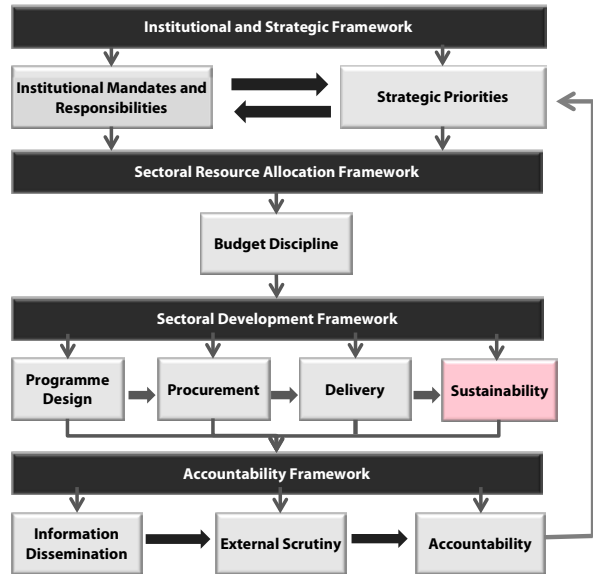 Institutional and Strategic Framework
Institutional Mandates and
Responsibilities
Strategic Priorities
Sectoral Resource Allocation Framework
Budget Discipline
Sectoral Development Framework
Programme
Design
Procurement
Delivery
Sustainability
Accountability Framework
Information
Dissemination
External Scrutiny
Accountability